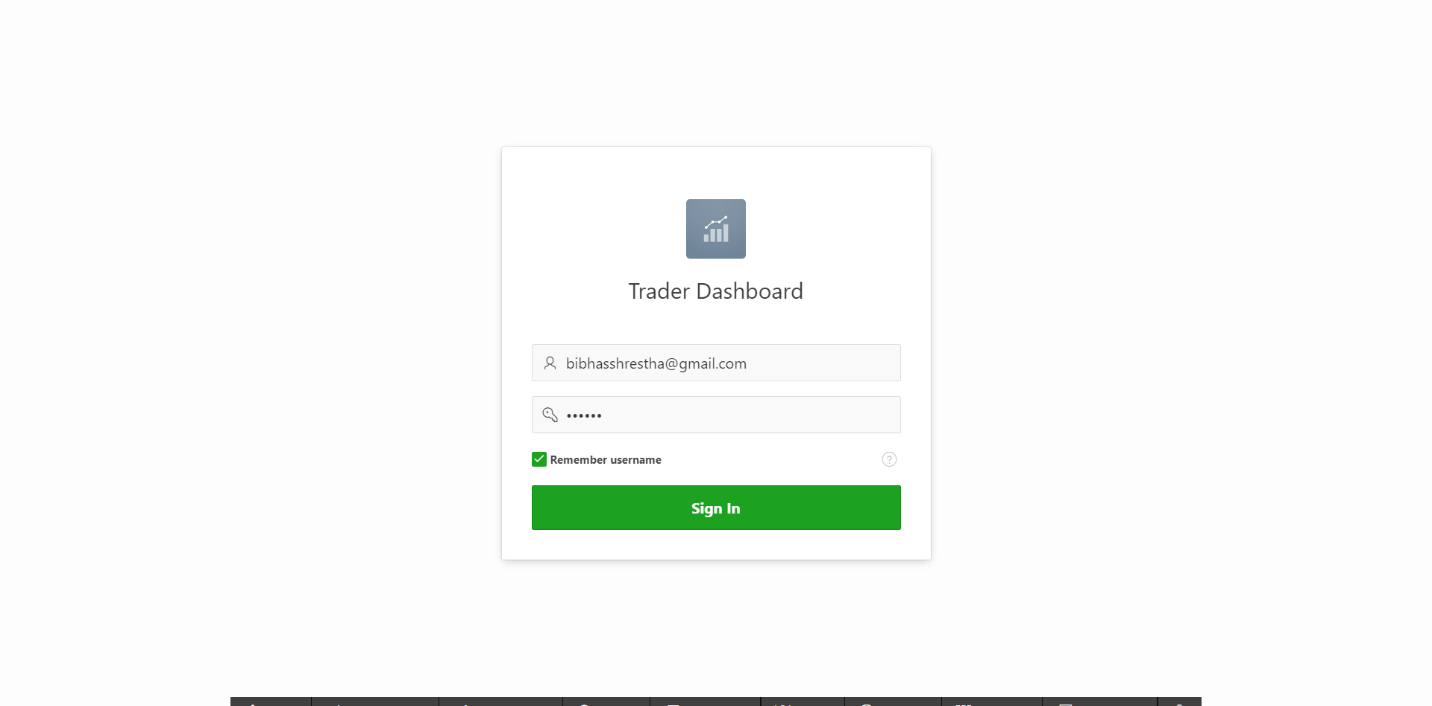 Trader Dashboard
bibhasshrestha@gmail.com
••••••
Remember username
Sign In